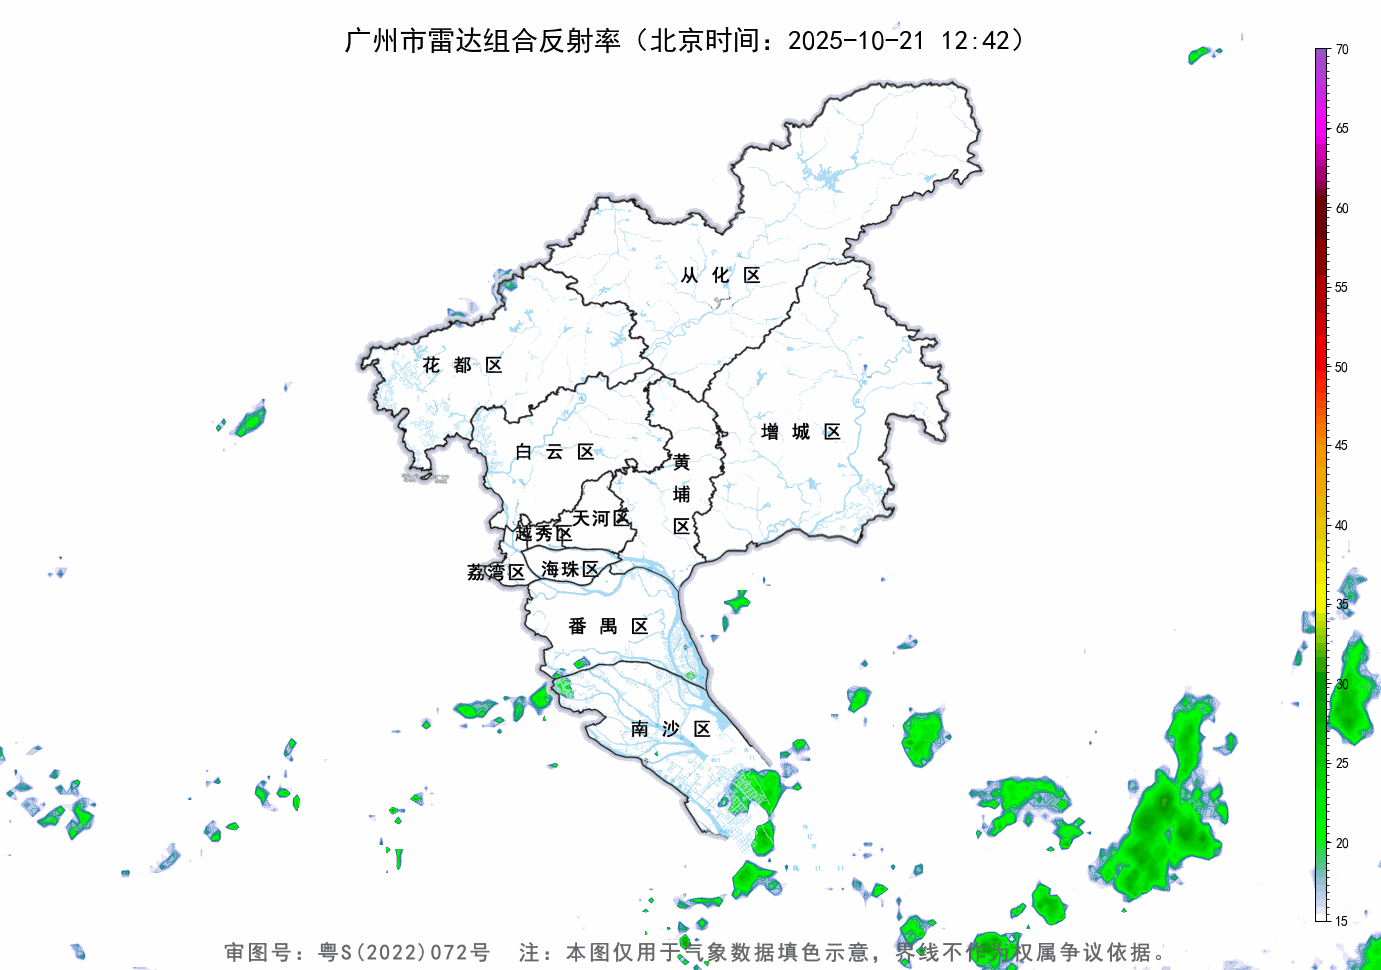 广州市雷达组合反射率（北京时间：2025-10-21 12:42）
70
65
60
55
50
45
40
35
30
25
20
15
从化区
花都区
增城区
白云区
黄埔区
天河区
越秀区
荔湾区
海珠区
番禺区
南沙区
审图号：粤S(2022)072号 注：本图仅用于气象数据填色示意，界线不作为权属争议依据。